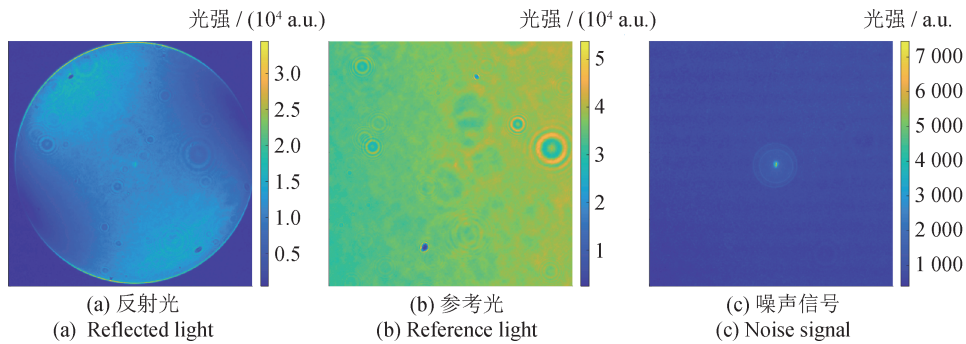 光强 / (10⁴ a.u.)
3.0
2.5
2.0
1.5
1.0
0.5
(a) 反射光
(a) Reflected light
光强 / (10⁴ a.u.)
5
4
3
2
1
(b) 参考光
(b) Reference light
光强 / a.u.
7 000
6 000
5 000
4 000
3 000
2 000
1 000
(c) 噪声信号
(c) Noise signal